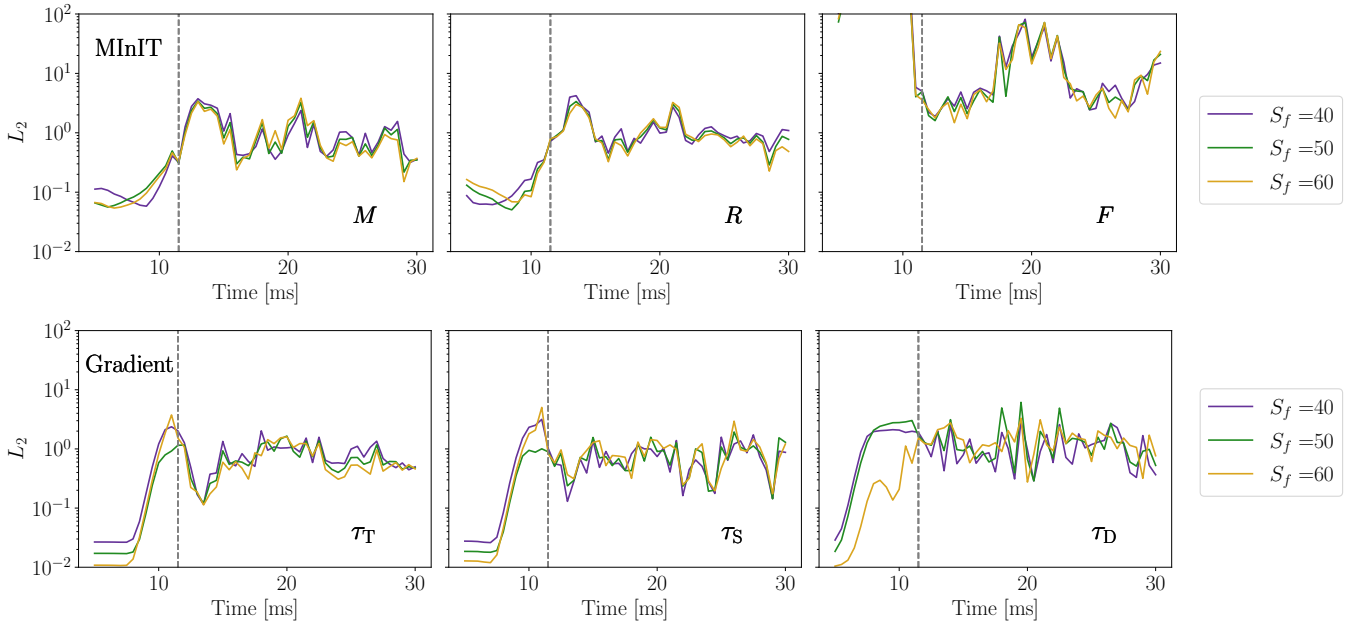 10² 10¹ 10⁰ 10⁻¹ 10⁻²
L₂
MInIT
M
10 20 30
Time [ms]
R
10 20 30
Time [ms]
F
10 20 30
Time [ms]
S_f =40
S_f =50
S_f =60
10² 10¹ 10⁰ 10⁻¹ 10⁻²
L₂
Gradient
τ_T
10 20 30
Time [ms]
τ_S
10 20 30
Time [ms]
τ_D
10 20 30
Time [ms]
S_f =40
S_f =50
S_f =60